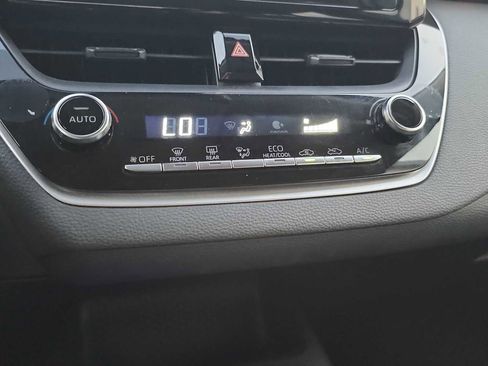 AUTO
LO
OFF
FRONT
REAR
ECO
HEAT/COOL
A/C